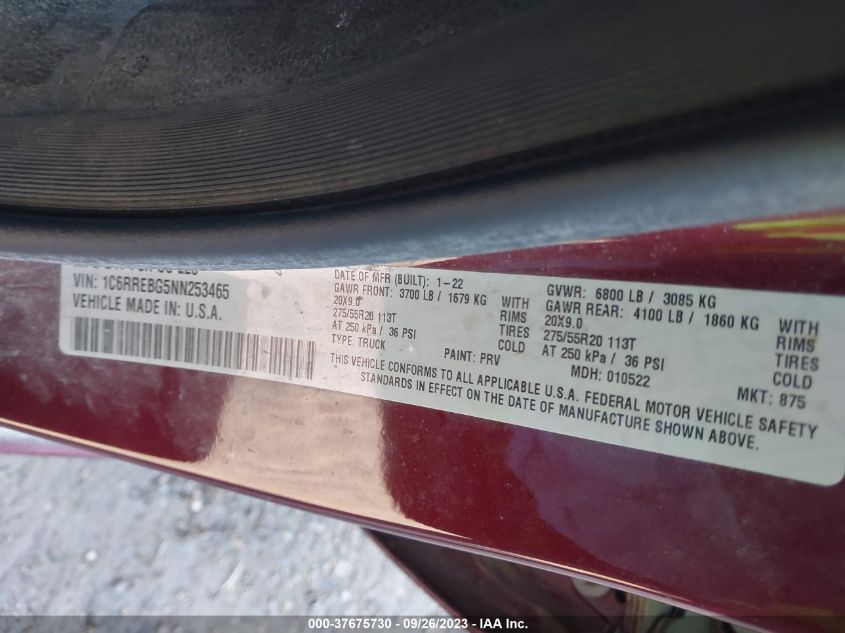 VIN: 1C6RREBG5NN253465
VEHICLE MADE IN: U.S.A.
DATE OF MFR (BUILT): 1-22
GAWR FRONT: 3700 LB / 1679 KG WITH
20X9.0 RIMS
275/55R20 113T TIRES
AT 250 kPa / 36 PSI COLD
TYPE: TRUCK PAINT: PRV
GVWR: 6800 LB / 3085 KG
GAWR REAR: 4100 LB / 1860 KG WITH
20X9.0 RIMS
275/55R20 113T TIRES
AT 250 kPa / 36 PSI COLD
MDH: 010522 MKT: 875
THIS VEHICLE CONFORMS TO ALL APPLICABLE U.S.A. FEDERAL MOTOR VEHICLE SAFETY
STANDARDS IN EFFECT ON THE DATE OF MANUFACTURE SHOWN ABOVE.
000-37675730 - 09/26/2023 - IAA Inc.